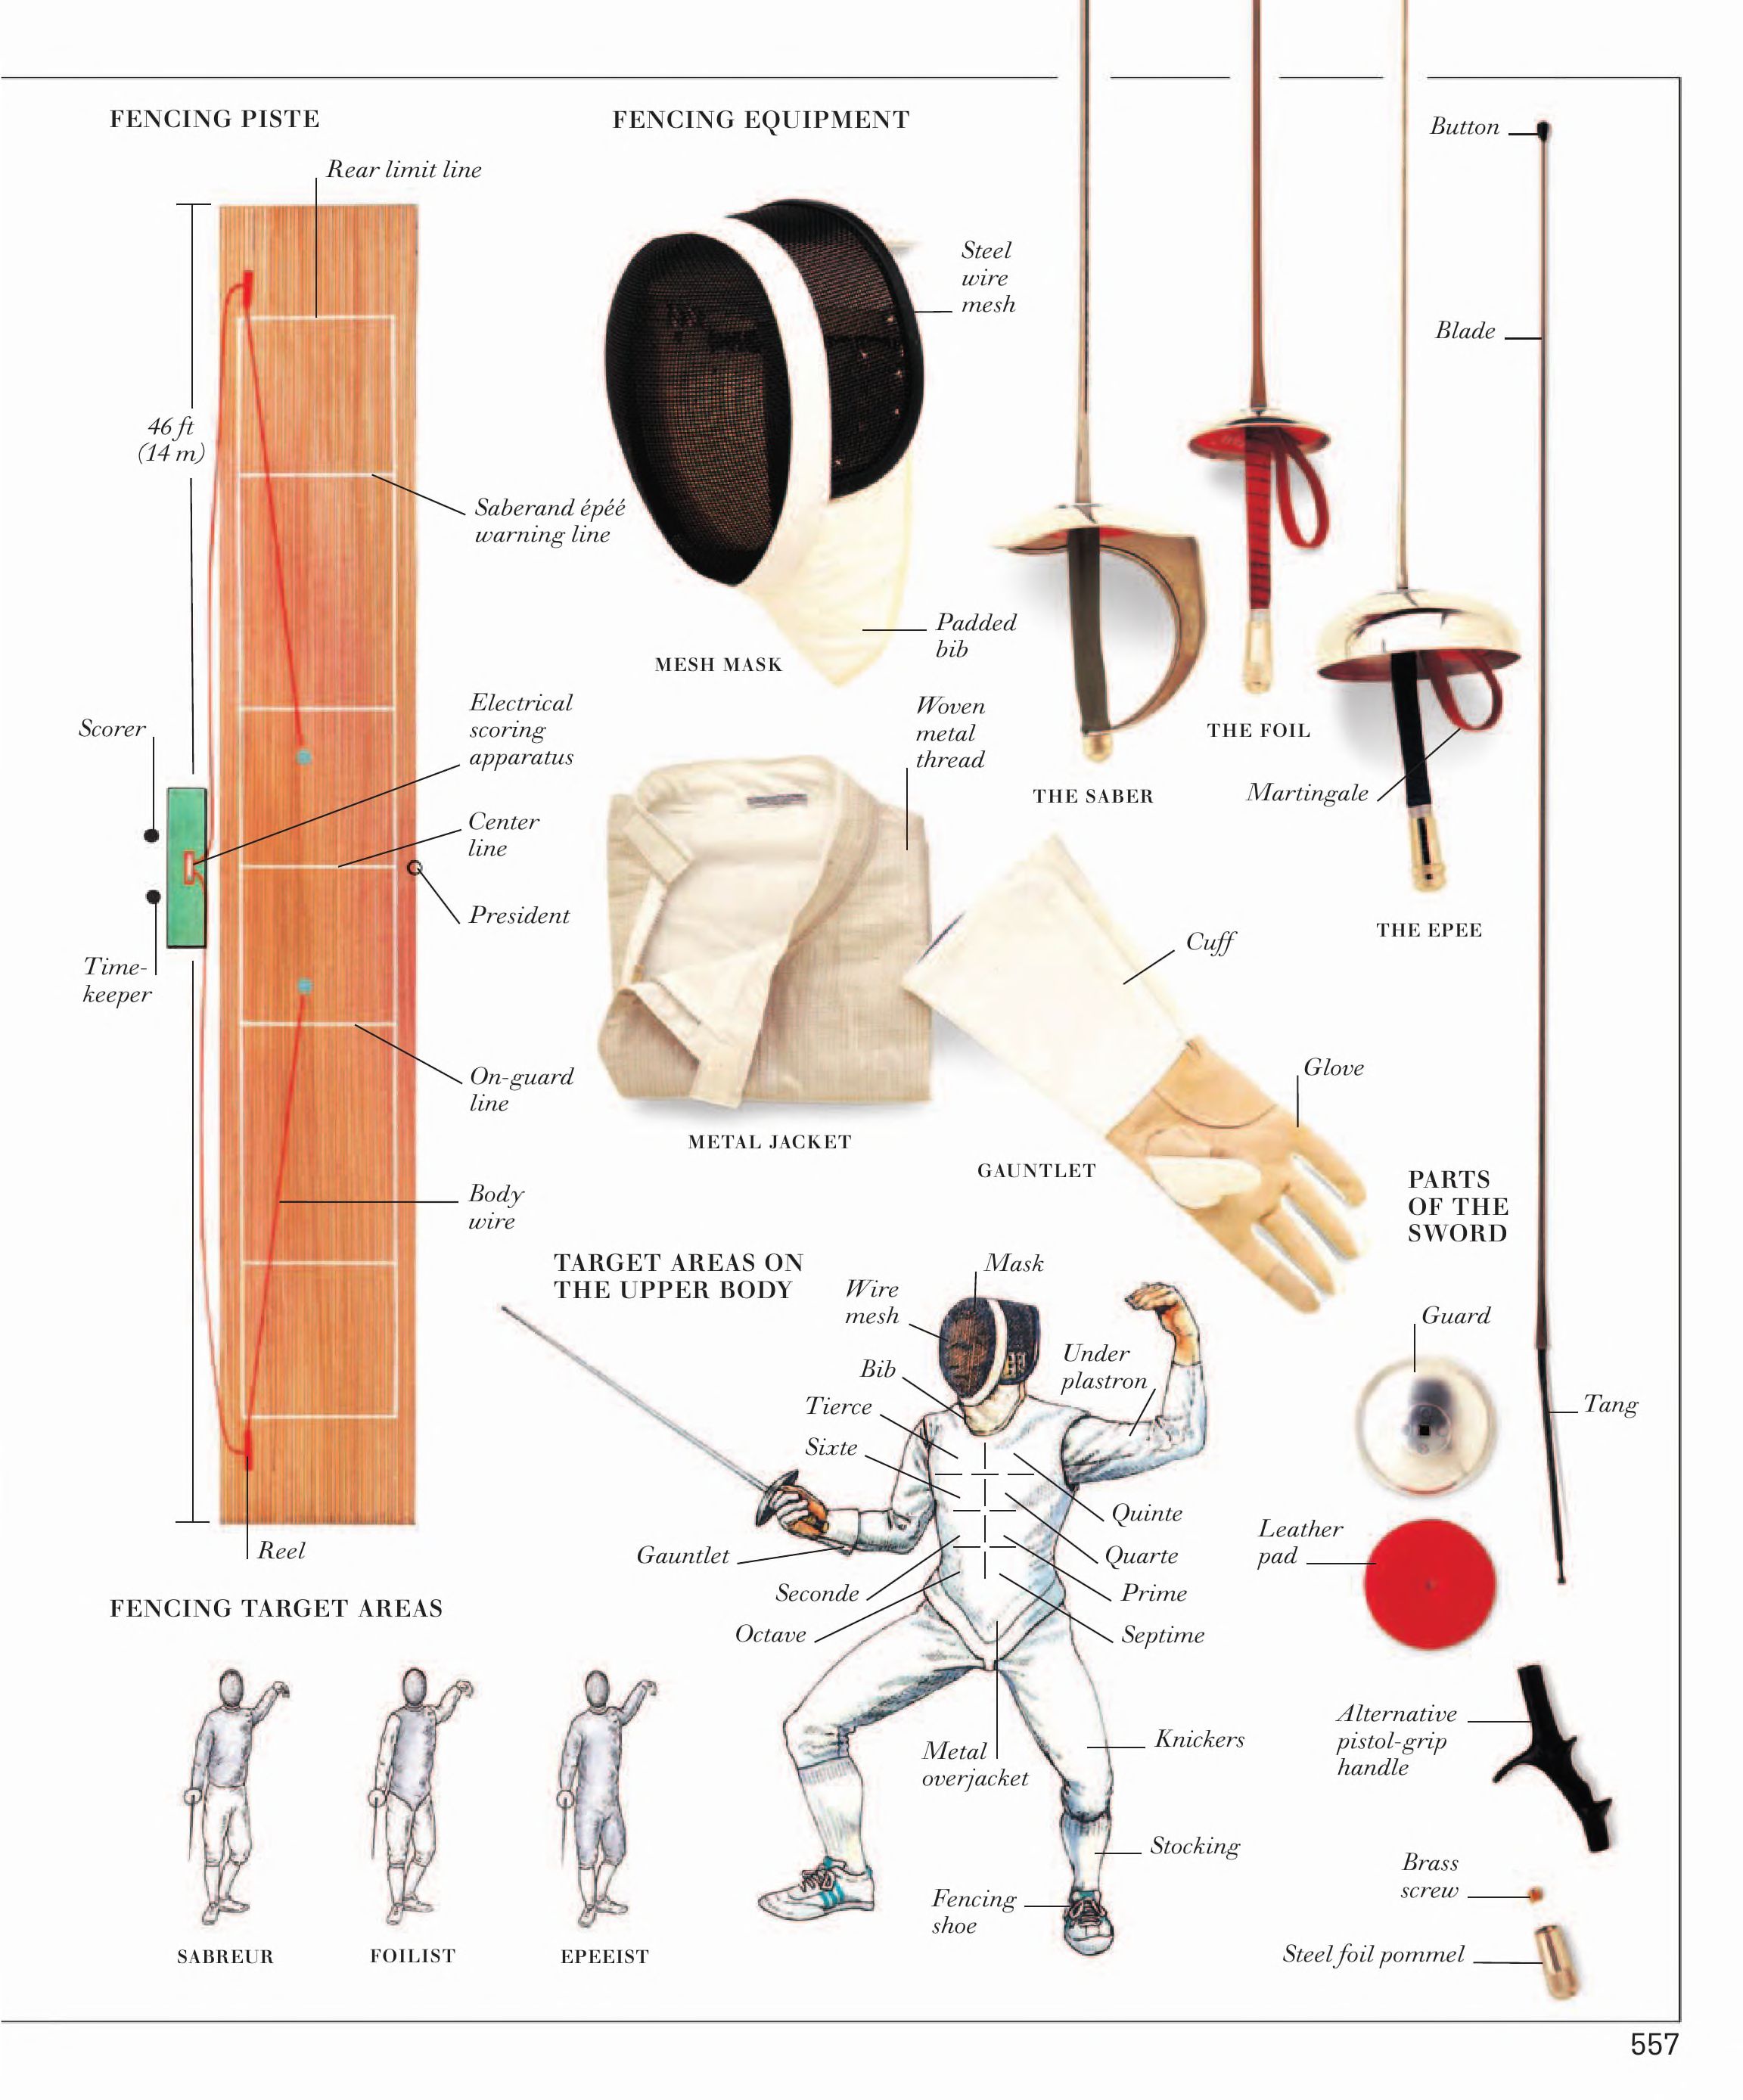 FENCING PISTE
Rear limit line
46 ft
(14 m)
Saberand épéé
warning line
Electrical
scoring
apparatus
Scorer
Center
line
President
Time-
keeper
On-guard
line
Body
wire
Reel
FENCING EQUIPMENT
Steel
wire
mesh
Padded
bib
MESH MASK
Woven
metal
thread
METAL JACKET
THE SABER
THE FOIL
Martingale
THE EPEE
Cuff
Glove
GAUNTLET
Button
Blade
PARTS
OF THE
SWORD
Guard
Tang
Leather
pad
Alternative
pistol-grip
handle
Brass
screw
Steel foil pommel
TARGET AREAS ON
THE UPPER BODY
Mask
Wire
mesh
Bib
Under
plastron
Tierce
Sixte
Quinte
Quarte
Gauntlet
Seconde
Prime
Octave
Septime
Metal
overjacket
Knickers
Stocking
Fencing
shoe
FENCING TARGET AREAS
SABREUR
FOILIST
EPEEIST
557